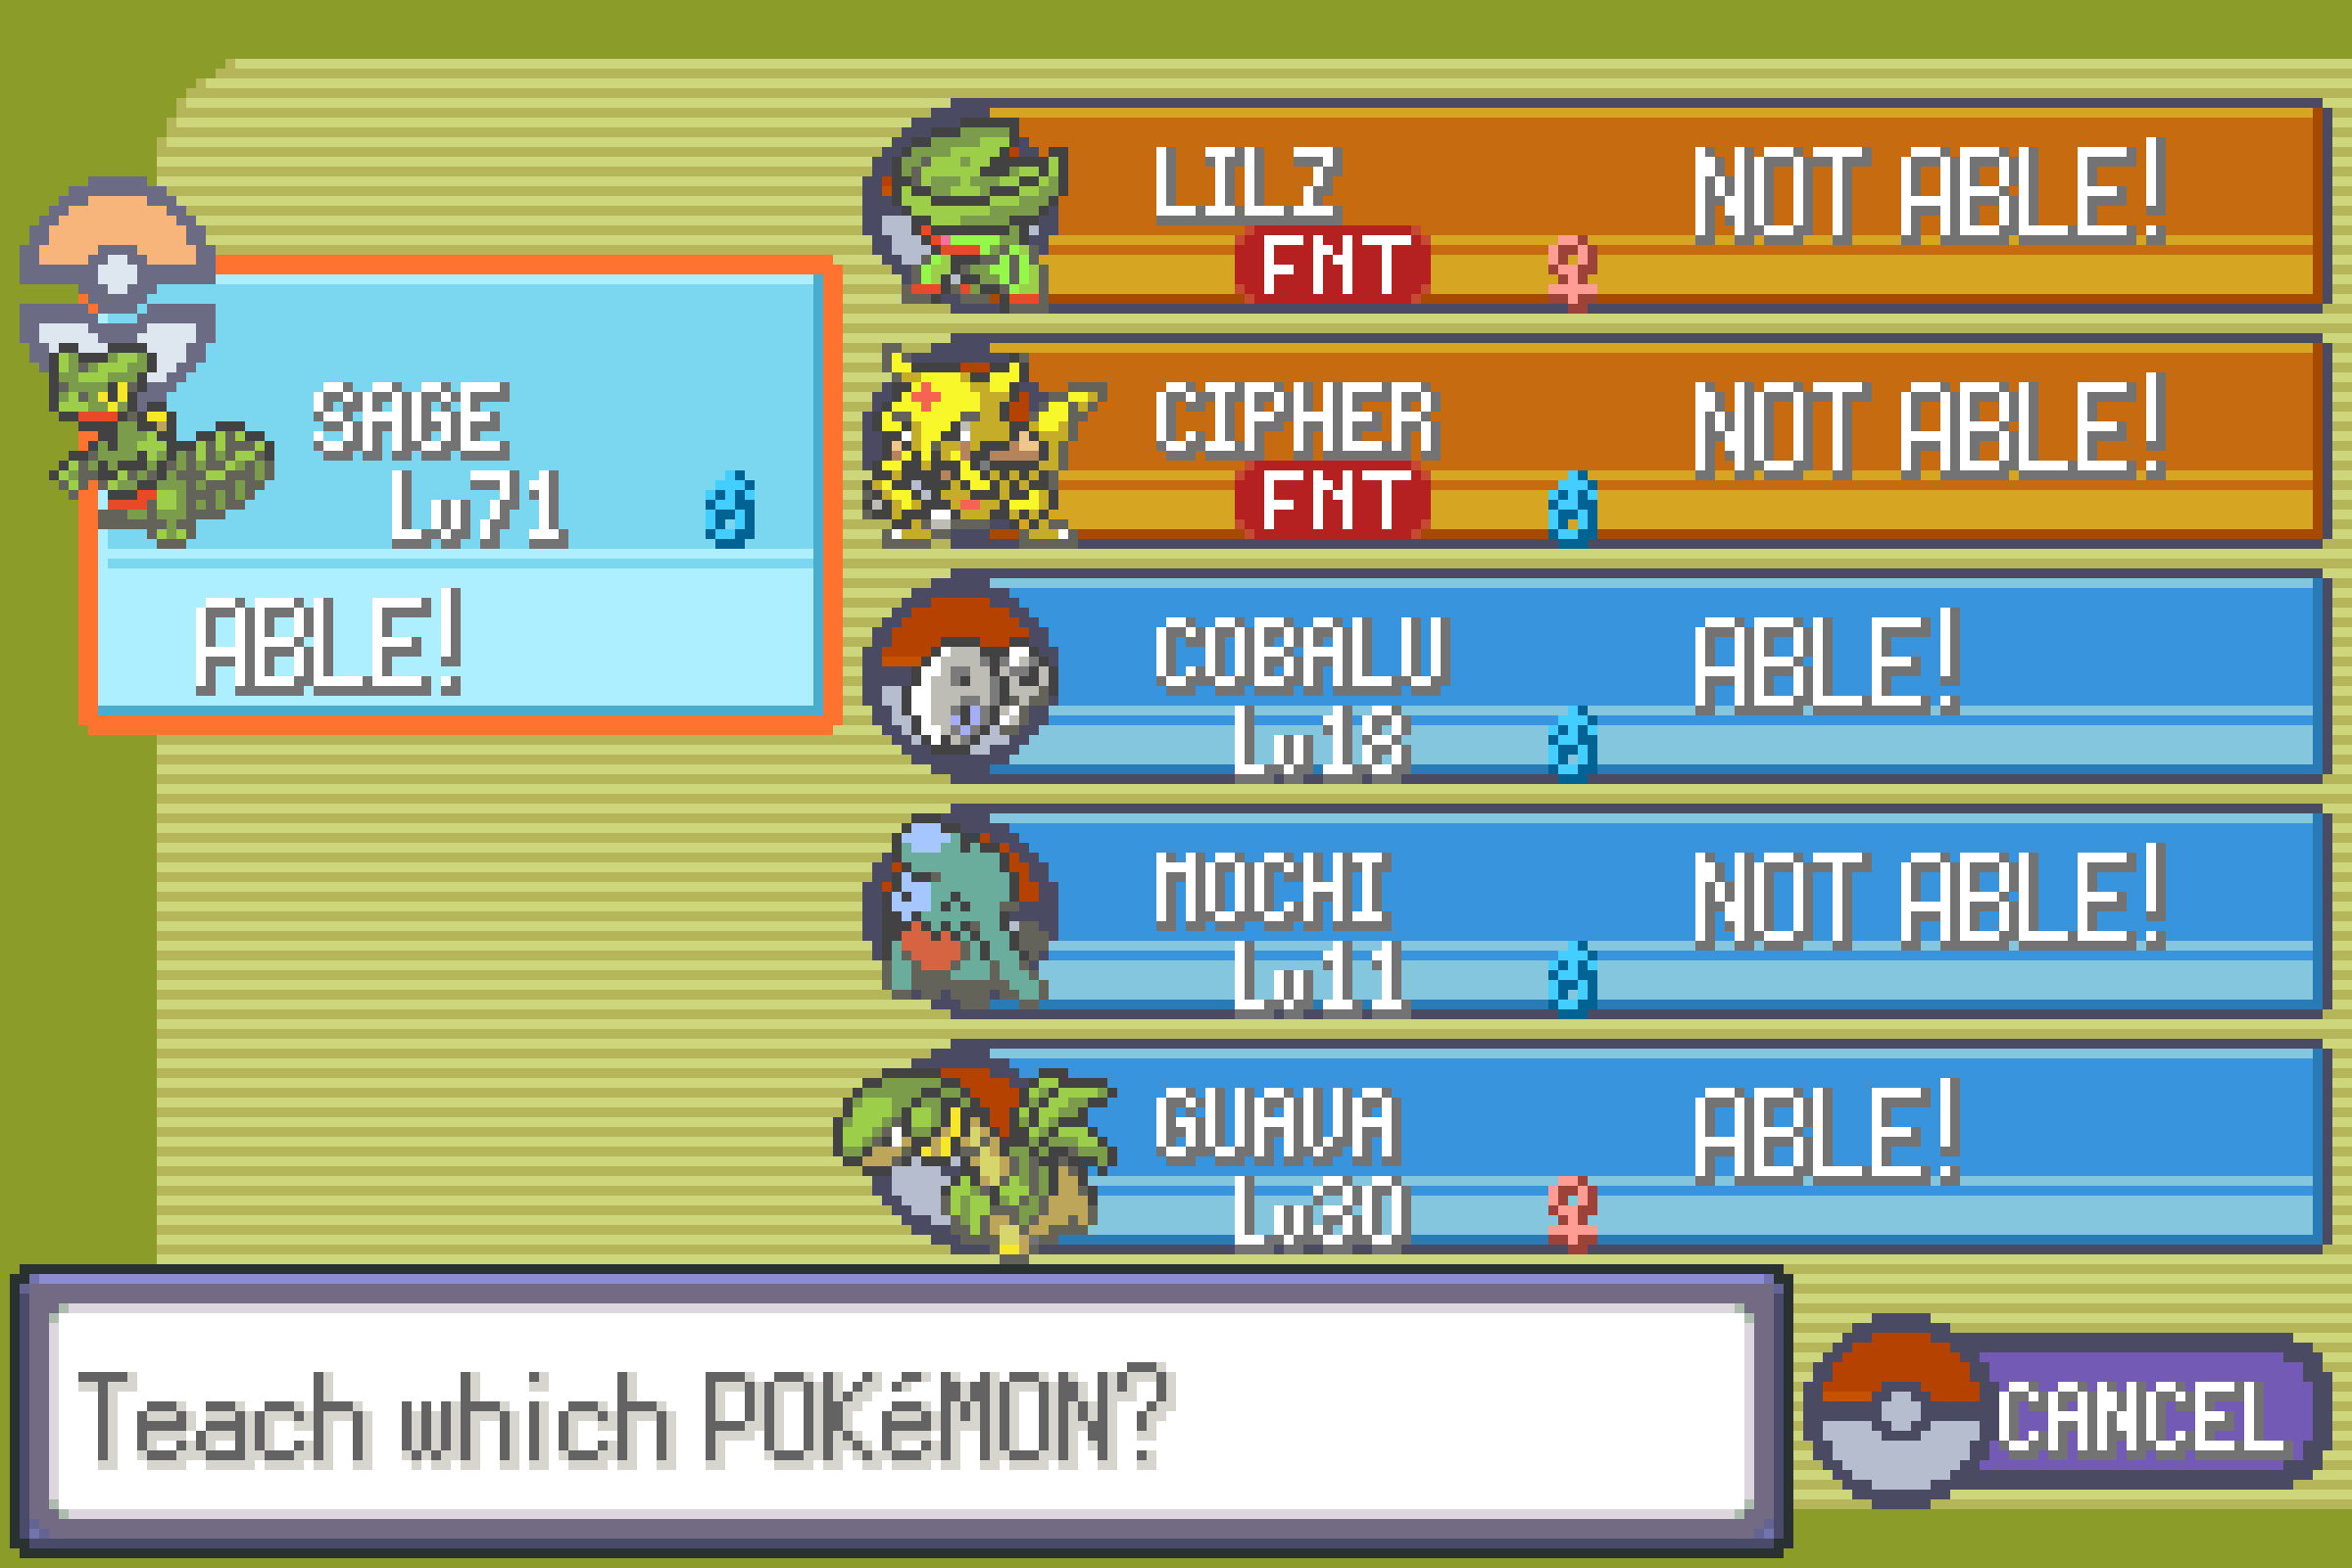 SAGE
Lv71 ♂
ABLE!
LILZ NOT ABLE!
FNT ♀
CIPHER NOT ABLE!
FNT ♂
COBALU ABLE!
Lv18 ♂
MOCHI NOT ABLE!
Lv11 ♂
GUAVA ABLE!
Lv30 ♀
Teach which POKéMON?
CANCEL